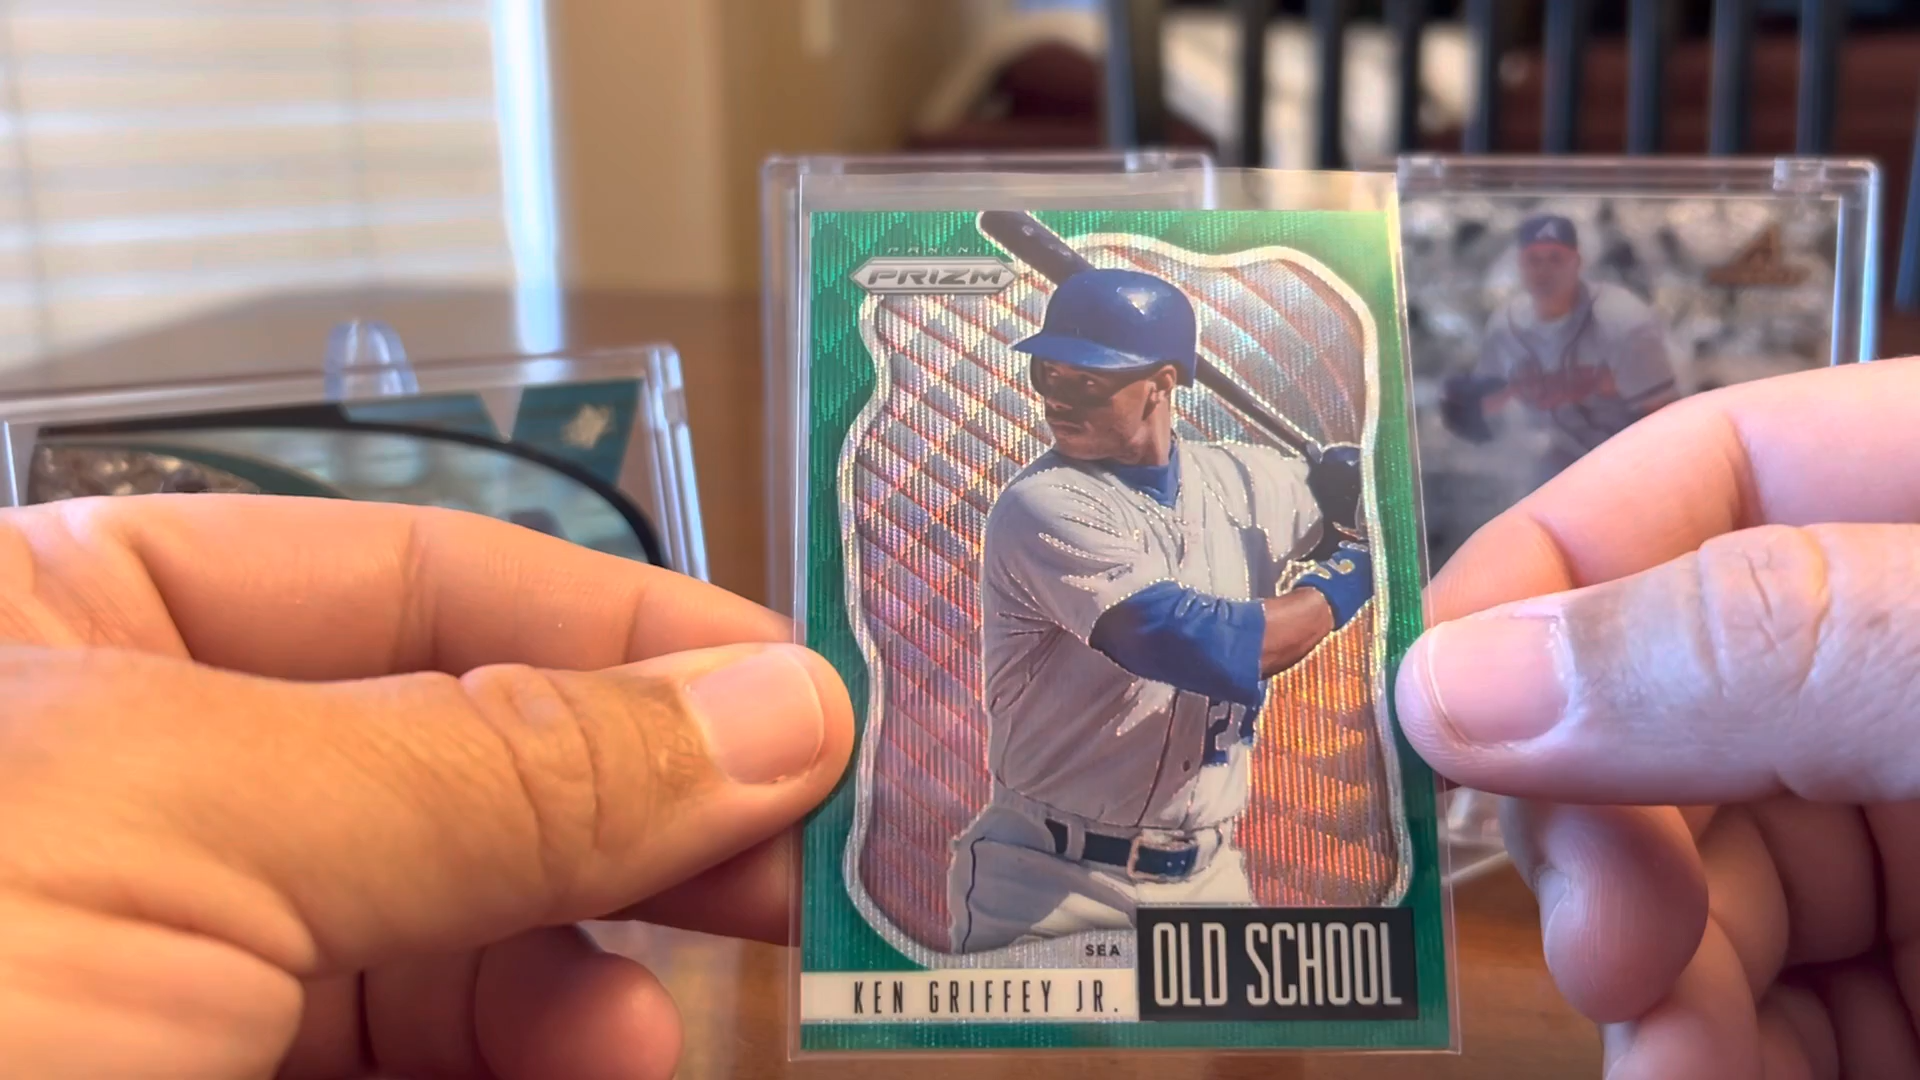 PANINI
PRIZM
SEA
OLD SCHOOL
KEN GRIFFEY JR.